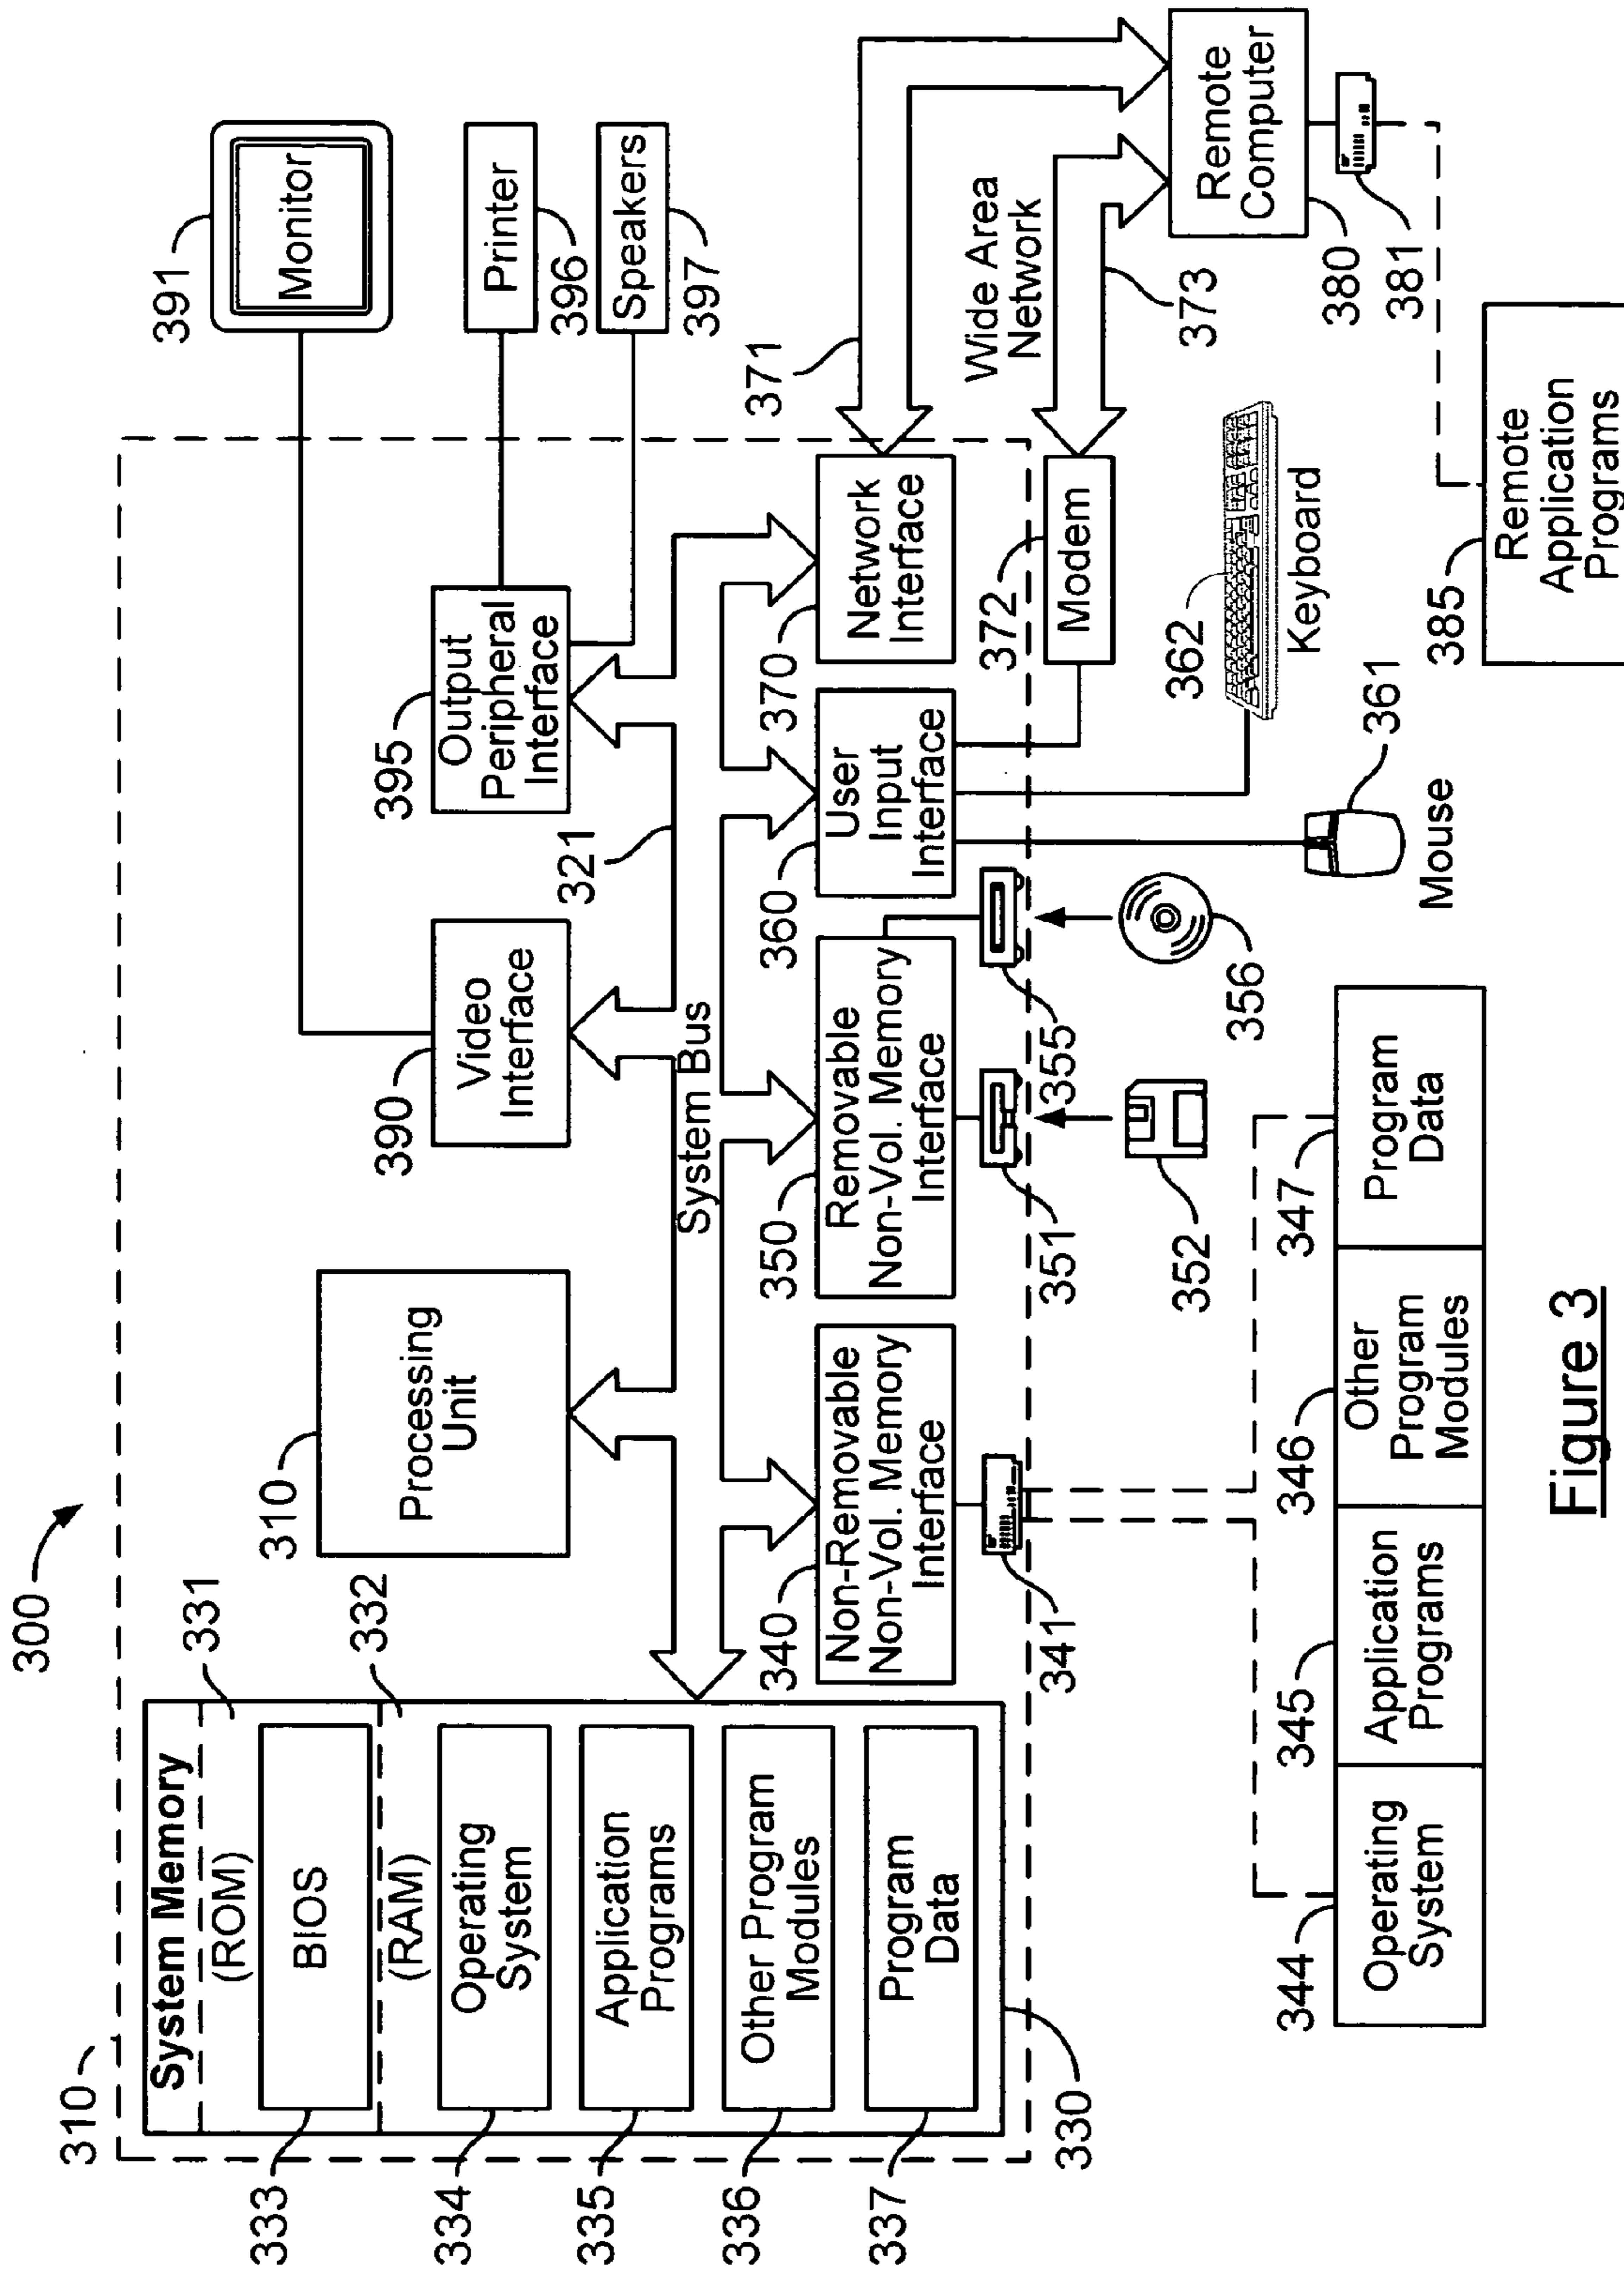 300
310
System Memory
(ROM)
331
BIOS
333
(RAM)
332
Operating
System
334
Application
Programs
335
Other Program
Modules
336
Program
Data
337
330
310
Processing
Unit
390
Video
Interface
395
Output
Peripheral
Interface
391
Monitor
Printer
396
Speakers
397
System Bus
321
340
Non-Removable
Non-Vol. Memory
Interface
341
350
Removable
Non-Vol. Memory
Interface
351
355
352
356
360
User
Input
Interface
370
Network
Interface
371
372
Modem
Wide Area
Network
373
Remote
Computer
380
381
362
Keyboard
361
Mouse
385
Remote
Application
Programs
344
Operating
System
345
Application
Programs
346
Other
Program
Modules
347
Program
Data
Figure 3